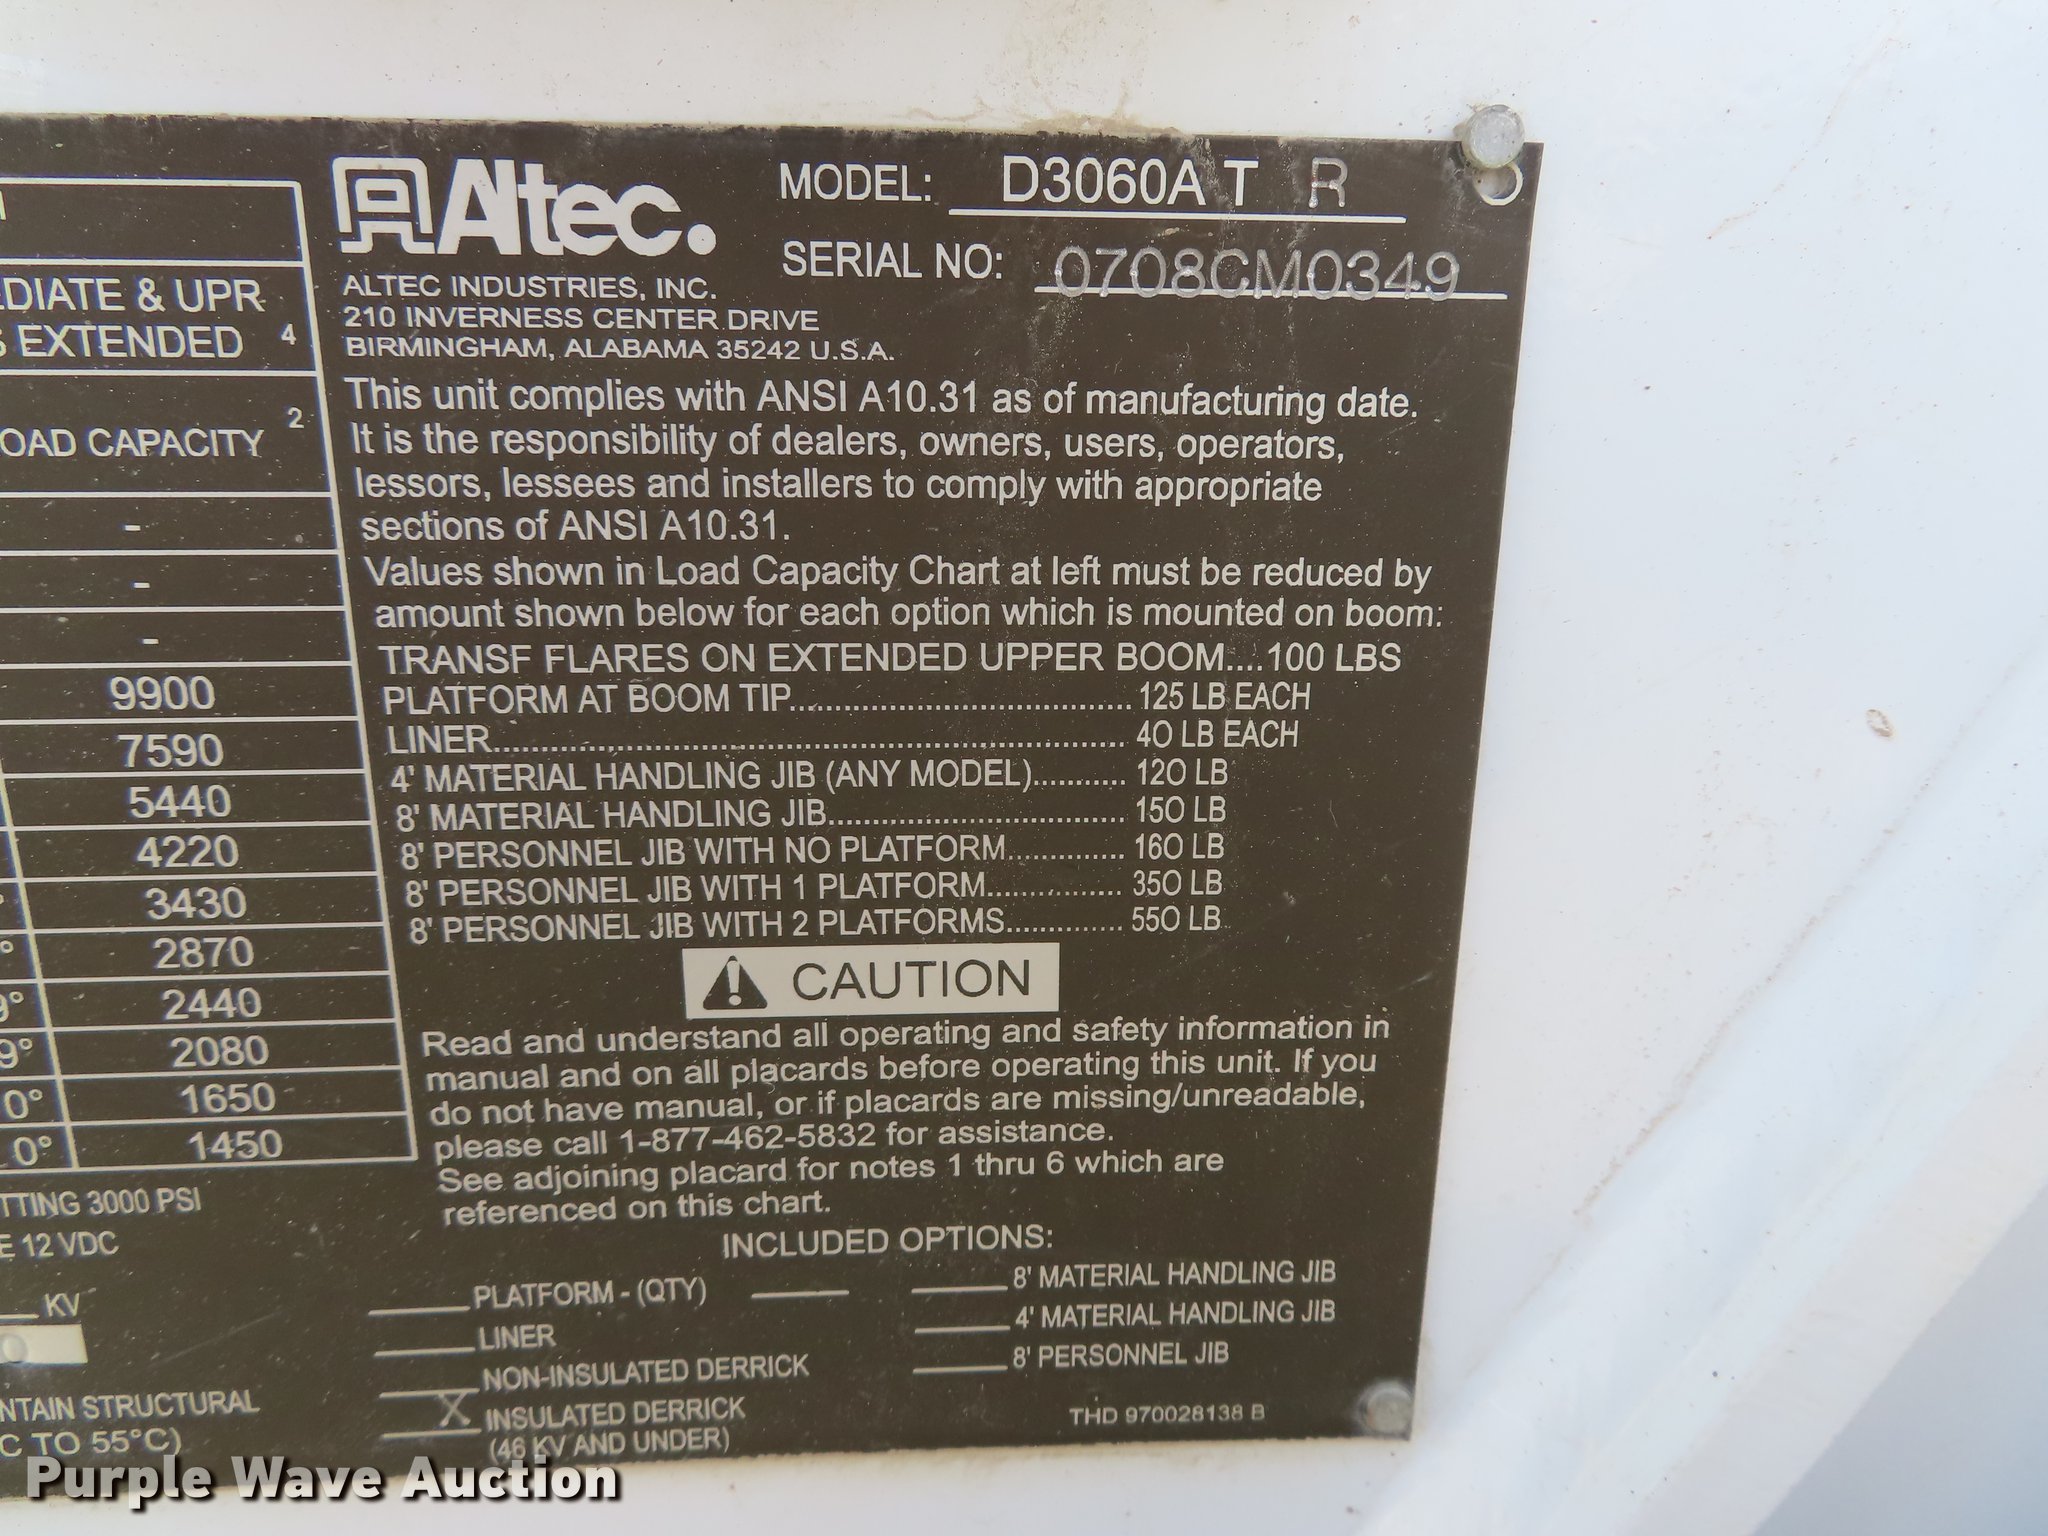 EDIATE & UPR
S EXTENDED 4
OAD CAPACITY 2
-
-
-
9900
7590
5440
4220
3430
° 2870
9° 2440
9° 2080
0° 1650
0° 1450
TTING 3000 PSI
E 12 VDC
KV
0
NTAIN STRUCTURAL
C TO 55°C)
Altec.
ALTEC INDUSTRIES, INC.
210 INVERNESS CENTER DRIVE
BIRMINGHAM, ALABAMA 35242 U.S.A.
MODEL: D3060A T R
SERIAL NO: 0708CM0349
This unit complies with ANSI A10.31 as of manufacturing date.
It is the responsibility of dealers, owners, users, operators,
lessors, lessees and installers to comply with appropriate
sections of ANSI A10.31.
Values shown in Load Capacity Chart at left must be reduced by
amount shown below for each option which is mounted on boom:
TRANSF FLARES ON EXTENDED UPPER BOOM....100 LBS
PLATFORM AT BOOM TIP.................................... 125 LB EACH
LINER.................................................................... 40 LB EACH
4' MATERIAL HANDLING JIB (ANY MODEL)........... 120 LB
8' MATERIAL HANDLING JIB................................ 150 LB
8' PERSONNEL JIB WITH NO PLATFORM.............. 160 LB
8' PERSONNEL JIB WITH 1 PLATFORM................ 350 LB
8' PERSONNEL JIB WITH 2 PLATFORMS.............. 550 LB
CAUTION
Read and understand all operating and safety information in
manual and on all placards before operating this unit. If you
do not have manual, or if placards are missing/unreadable,
please call 1-877-462-5832 for assistance.
See adjoining placard for notes 1 thru 6 which are
referenced on this chart.
INCLUDED OPTIONS:
PLATFORM - (QTY)
LINER
NON-INSULATED DERRICK
X INSULATED DERRICK
(46 KV AND UNDER)
8' MATERIAL HANDLING JIB
4' MATERIAL HANDLING JIB
8' PERSONNEL JIB
THD 970028138 B
Purple Wave Auction